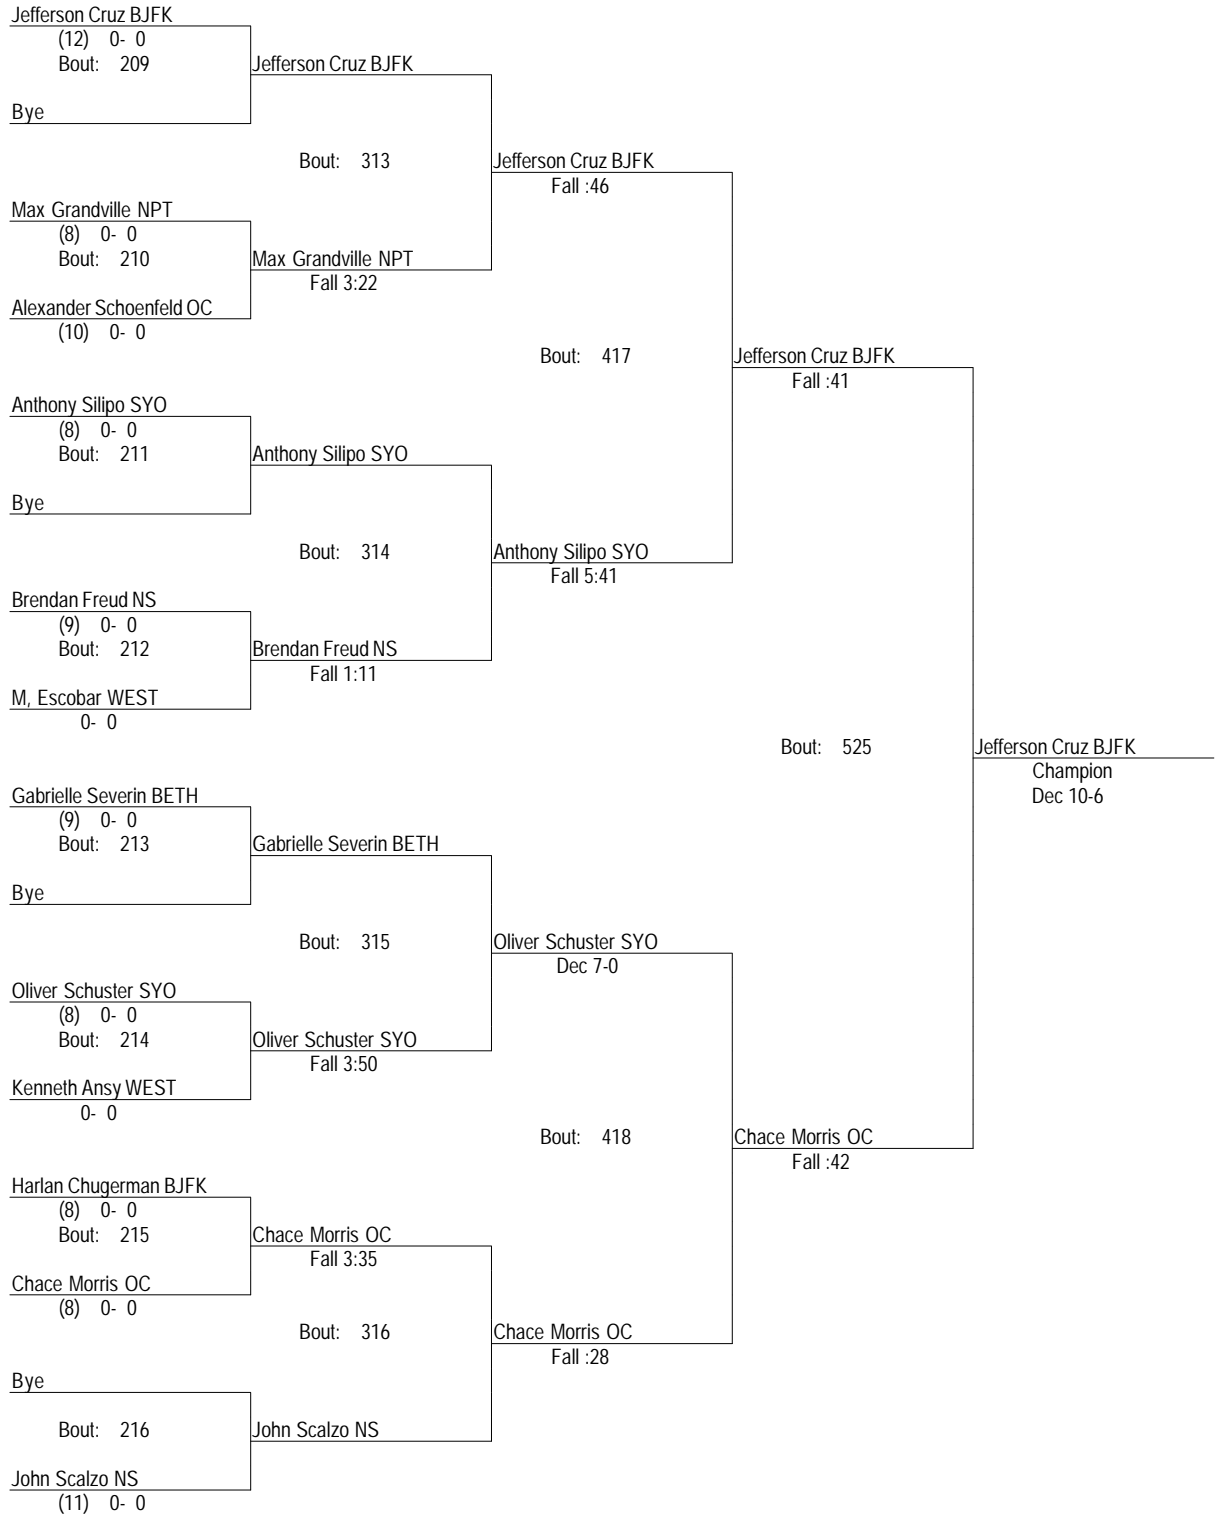 Jefferson Cruz BJFK
(12) 0- 0
Bout: 209
Jefferson Cruz BJFK
Bye
Bout: 313
Jefferson Cruz BJFK
Fall :46
Max Grandville NPT
(8) 0- 0
Bout: 210
Max Grandville NPT
Fall 3:22
Alexander Schoenfeld OC
(10) 0- 0
Bout: 417
Jefferson Cruz BJFK
Fall :41
Anthony Silipo SYO
(8) 0- 0
Bout: 211
Anthony Silipo SYO
Bye
Bout: 314
Anthony Silipo SYO
Fall 5:41
Brendan Freud NS
(9) 0- 0
Bout: 212
Brendan Freud NS
Fall 1:11
M, Escobar WEST
0- 0
Bout: 525
Jefferson Cruz BJFK
Champion
Dec 10-6
Gabrielle Severin BETH
(9) 0- 0
Bout: 213
Gabrielle Severin BETH
Bye
Bout: 315
Oliver Schuster SYO
Dec 7-0
Oliver Schuster SYO
(8) 0- 0
Bout: 214
Oliver Schuster SYO
Fall 3:50
Kenneth Ansy WEST
0- 0
Bout: 418
Chace Morris OC
Fall :42
Harlan Chugerman BJFK
(8) 0- 0
Bout: 215
Chace Morris OC
Fall 3:35
Chace Morris OC
(8) 0- 0
Bout: 316
Chace Morris OC
Fall :28
Bye
Bout: 216
John Scalzo NS
John Scalzo NS
(11) 0- 0